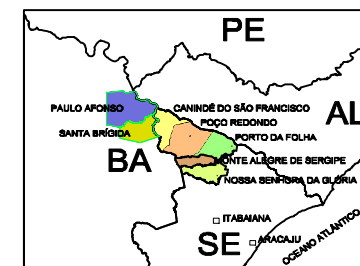 PE
PAULO AFONSO
CANINDÉ DO SÃO FRANCISCO
AL
POÇO REDONDO
SANTA BRÍGIDA
PORTO DA FOLHA
BA
MONTE ALEGRE DE SERGIPE
NOSSA SENHORA DA GLÓRIA
ITABAIANA
SE
ARACAJU
OCEANO ATLÂNTICO